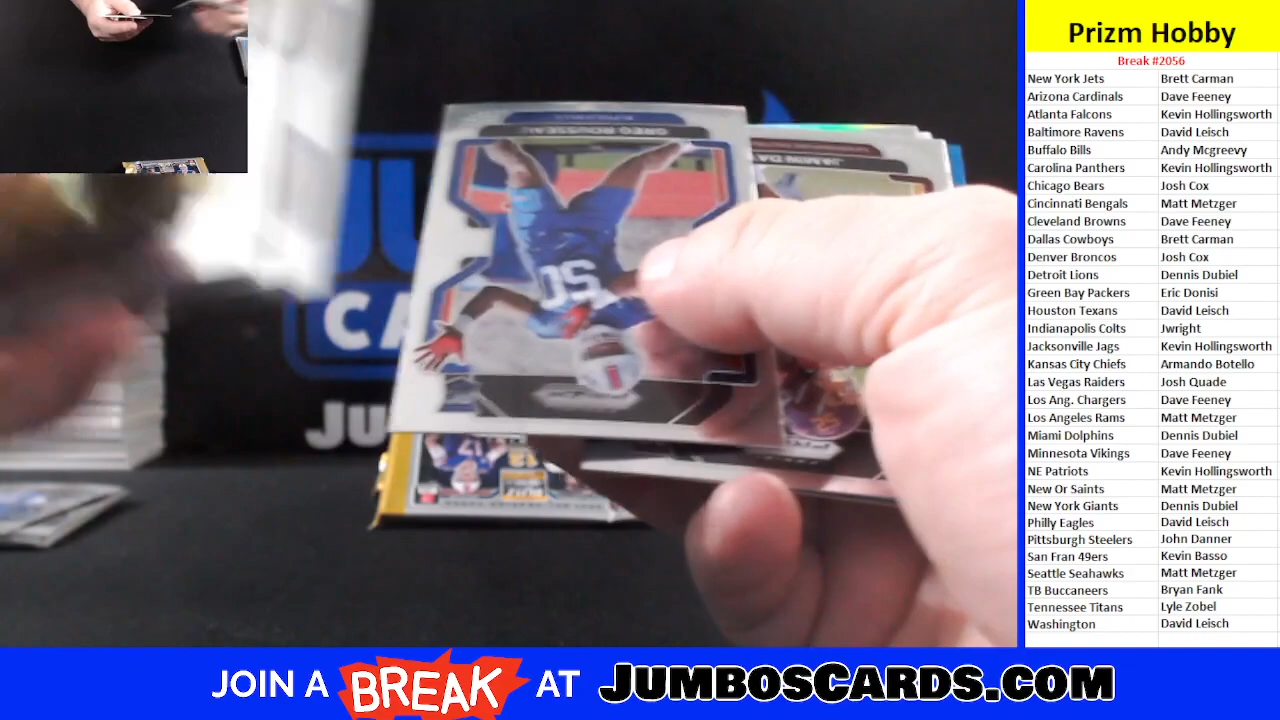 Prizm Hobby
Break #2056
New York Jets Brett Carman
Arizona Cardinals Dave Feeney
Atlanta Falcons Kevin Hollingsworth
Baltimore Ravens David Leisch
Buffalo Bills Andy Mcgreevy
Carolina Panthers Kevin Hollingsworth
Chicago Bears Josh Cox
Cincinnati Bengals Matt Metzger
Cleveland Browns Dave Feeney
Dallas Cowboys Brett Carman
Denver Broncos Josh Cox
Detroit Lions Dennis Dubiel
Green Bay Packers Eric Donisi
Houston Texans David Leisch
Indianapolis Colts Jwright
Jacksonville Jags Kevin Hollingsworth
Kansas City Chiefs Armando Botello
Las Vegas Raiders Josh Quade
Los Ang. Chargers Dave Feeney
Los Angeles Rams Matt Metzger
Miami Dolphins Dennis Dubiel
Minnesota Vikings Dave Feeney
NE Patriots Kevin Hollingsworth
New Or Saints Matt Metzger
New York Giants Dennis Dubiel
Philly Eagles David Leisch
Pittsburgh Steelers John Danner
San Fran 49ers Kevin Basso
Seattle Seahawks Matt Metzger
TB Buccaneers Bryan Fank
Tennessee Titans Lyle Zobel
Washington David Leisch
GREG ROUSSEAU
50
JU
CA
JU
JOIN A BREAK AT JUMBOSCARDS.COM